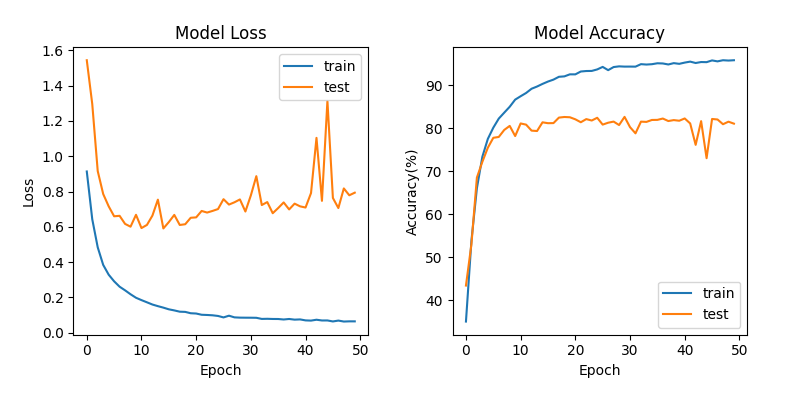 Model Loss
1.6
1.4
1.2
1.0
0.8
0.6
0.4
0.2
0.0
Loss
0 10 20 30 40 50
Epoch
train
test
Model Accuracy
90
80
70
60
50
40
Accuracy(%)
0 10 20 30 40 50
Epoch
train
test